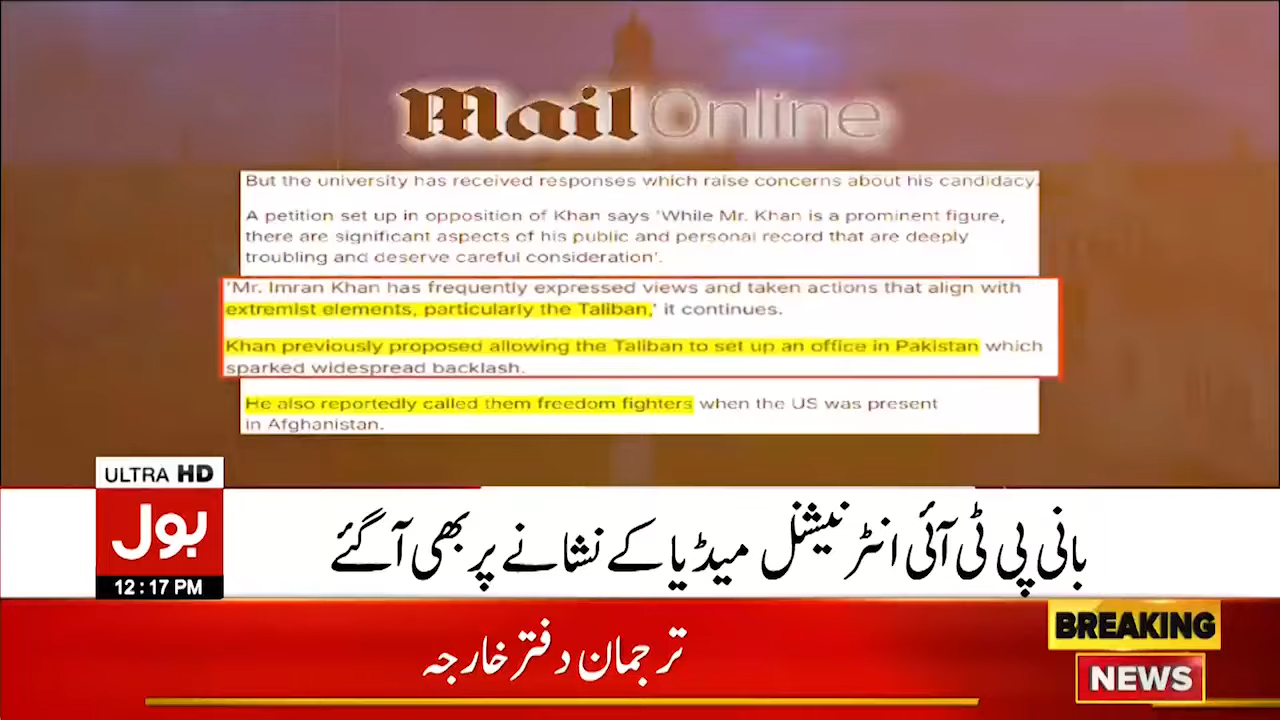 Mail Online
But the university has received responses which raise concerns about his candidacy.
A petition set up in opposition of Khan says 'While Mr. Khan is a prominent figure,
there are significant aspects of his public and personal record that are deeply
troubling and deserve careful consideration'.
'Mr. Imran Khan has frequently expressed views and taken actions that align with
extremist elements, particularly the Taliban,' it continues.
Khan previously proposed allowing the Taliban to set up an office in Pakistan which
sparked widespread backlash.
He also reportedly called them freedom fighters when the US was present
in Afghanistan.
ULTRA HD
بول
12:17 PM
بانی پی ٹی آئی انٹرنیشنل میڈیا کے نشانے پر بھی آگئے
ترجمان دفتر خارجہ
BREAKING
NEWS